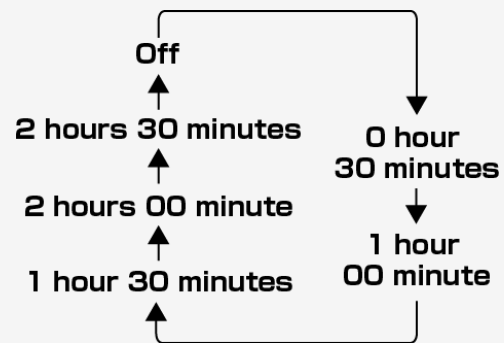 Off
2 hours 30 minutes
2 hours 00 minute
1 hour 30 minutes
0 hour
30 minutes
1 hour
00 minute